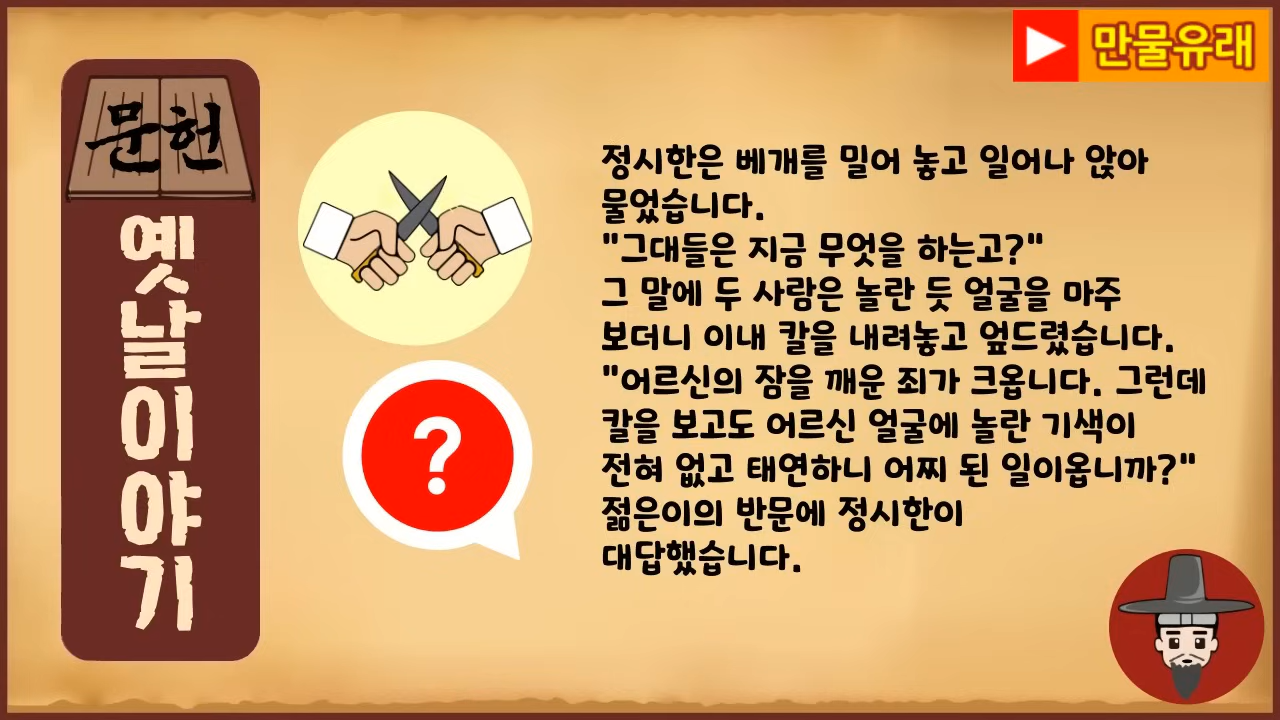 만물유래
문헌
옛날이야기
정시한은 베개를 밀어 놓고 일어나 앉아
물었습니다.
"그대들은 지금 무엇을 하는고?"
그 말에 두 사람은 놀란 듯 얼굴을 마주
보더니 이내 칼을 내려놓고 엎드렸습니다.
"어르신의 잠을 깨운 죄가 크옵니다. 그런데
칼을 보고도 어르신 얼굴에 놀란 기색이
전혀 없고 태연하니 어찌 된 일이옵니까?"
젊은이의 반문에 정시한이
대답했습니다.
?